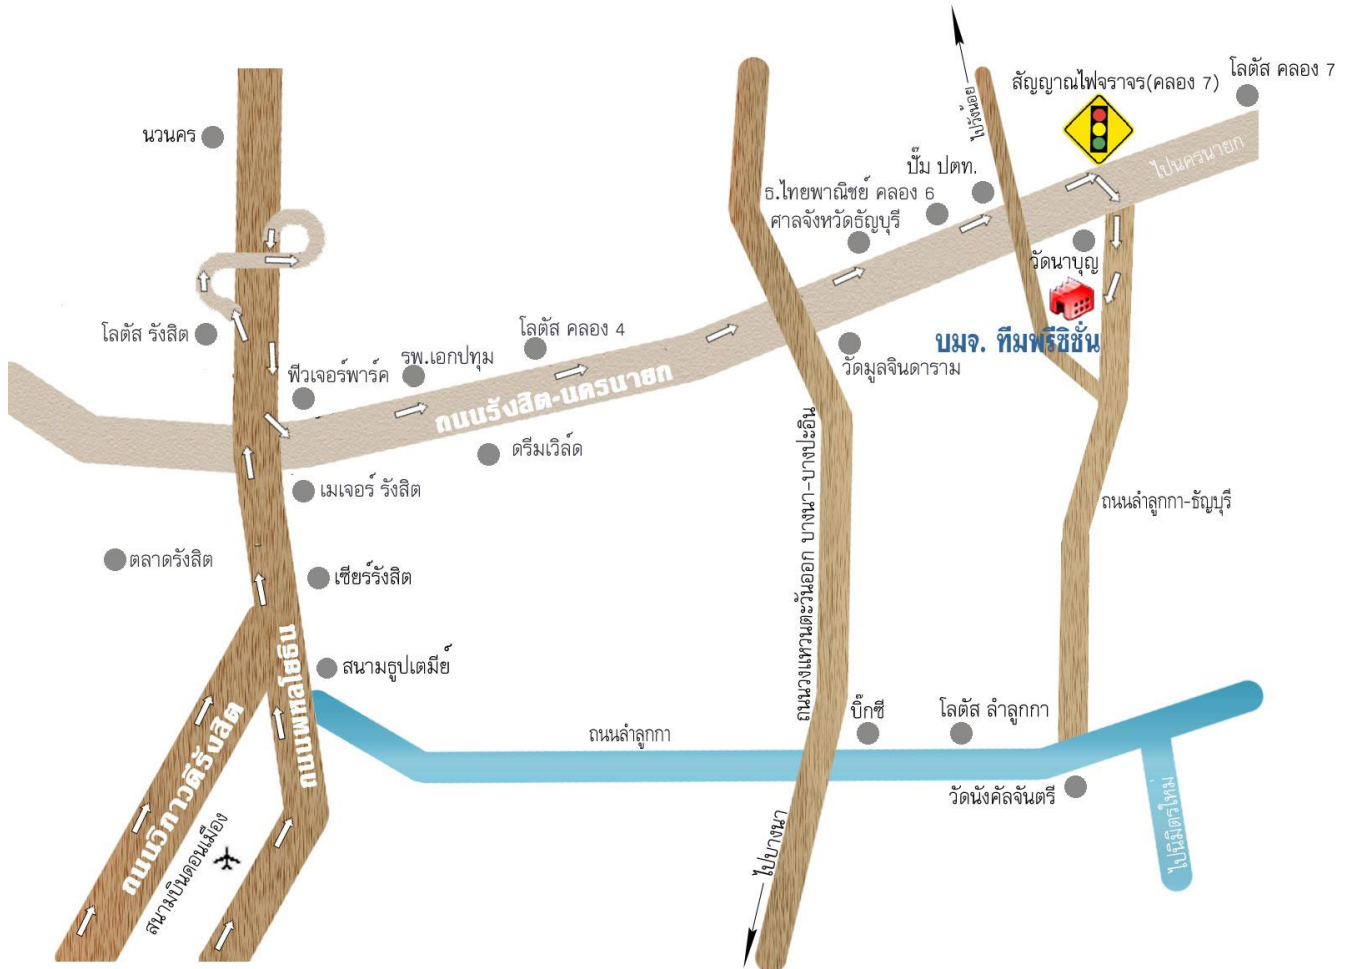 โลตัส คลอง 7
สัญญาณไฟจราจร(คลอง 7)
ไปวังน้อย
นวนคร
ไปนครนายก
ปั๊ม ปตท.
ธ.ไทยพาณิชย์ คลอง 6
ศาลจังหวัดธัญบุรี
วัดนาบุญ
โลตัส รังสิต
โลตัส คลอง 4
บมจ. ทีมพรีซิชั่น
รพ.เอกปทุม
พีวเจอร์พาร์ค
วัดมูลจินดาราม
ถนนรังสิต-นครนายก
ดรีมเวิล์ด
เมเจอร์ รังสิต
ถนนลำลูกกา-ธัญบุรี
ตลาดรังสิต
เซียร์รังสิต
ถนนวงแหวนตะวันออก บางนา-บางปะอิน
สนามธูปเตมีย์
ถนนพหลโยธิน
บิ๊กซี
โลตัส ลำลูกกา
ถนนลำลูกกา
ถนนวิภาวดีรังสิต
วัดนังคัลจันตรี
ไปนิมิตรใหม่
สนามบินดอนเมือง
ไปบางนา